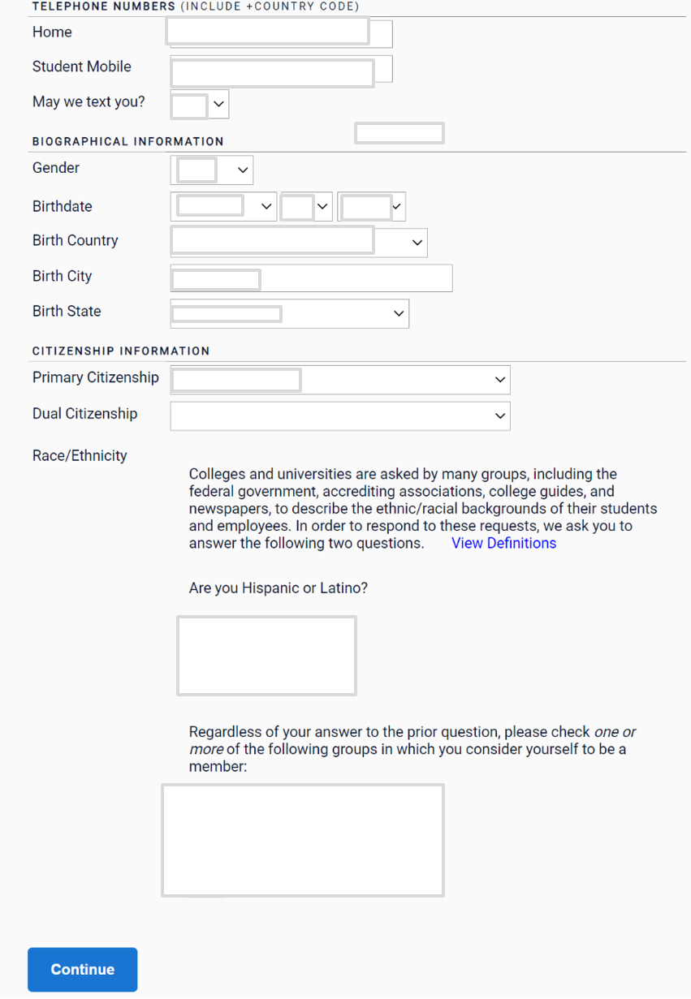 TELEPHONE NUMBERS (INCLUDE +COUNTRY CODE)
Home
Student Mobile
May we text you?
BIOGRAPHICAL INFORMATION
Gender
Birthdate
Birth Country
Birth City
Birth State
CITIZENSHIP INFORMATION
Primary Citizenship
Dual Citizenship
Race/Ethnicity
Colleges and universities are asked by many groups, including the
federal government, accrediting associations, college guides, and
newspapers, to describe the ethnic/racial backgrounds of their students
and employees. In order to respond to these requests, we ask you to
answer the following two questions. View Definitions
Are you Hispanic or Latino?
Regardless of your answer to the prior question, please check one or
more of the following groups in which you consider yourself to be a
member:
Continue